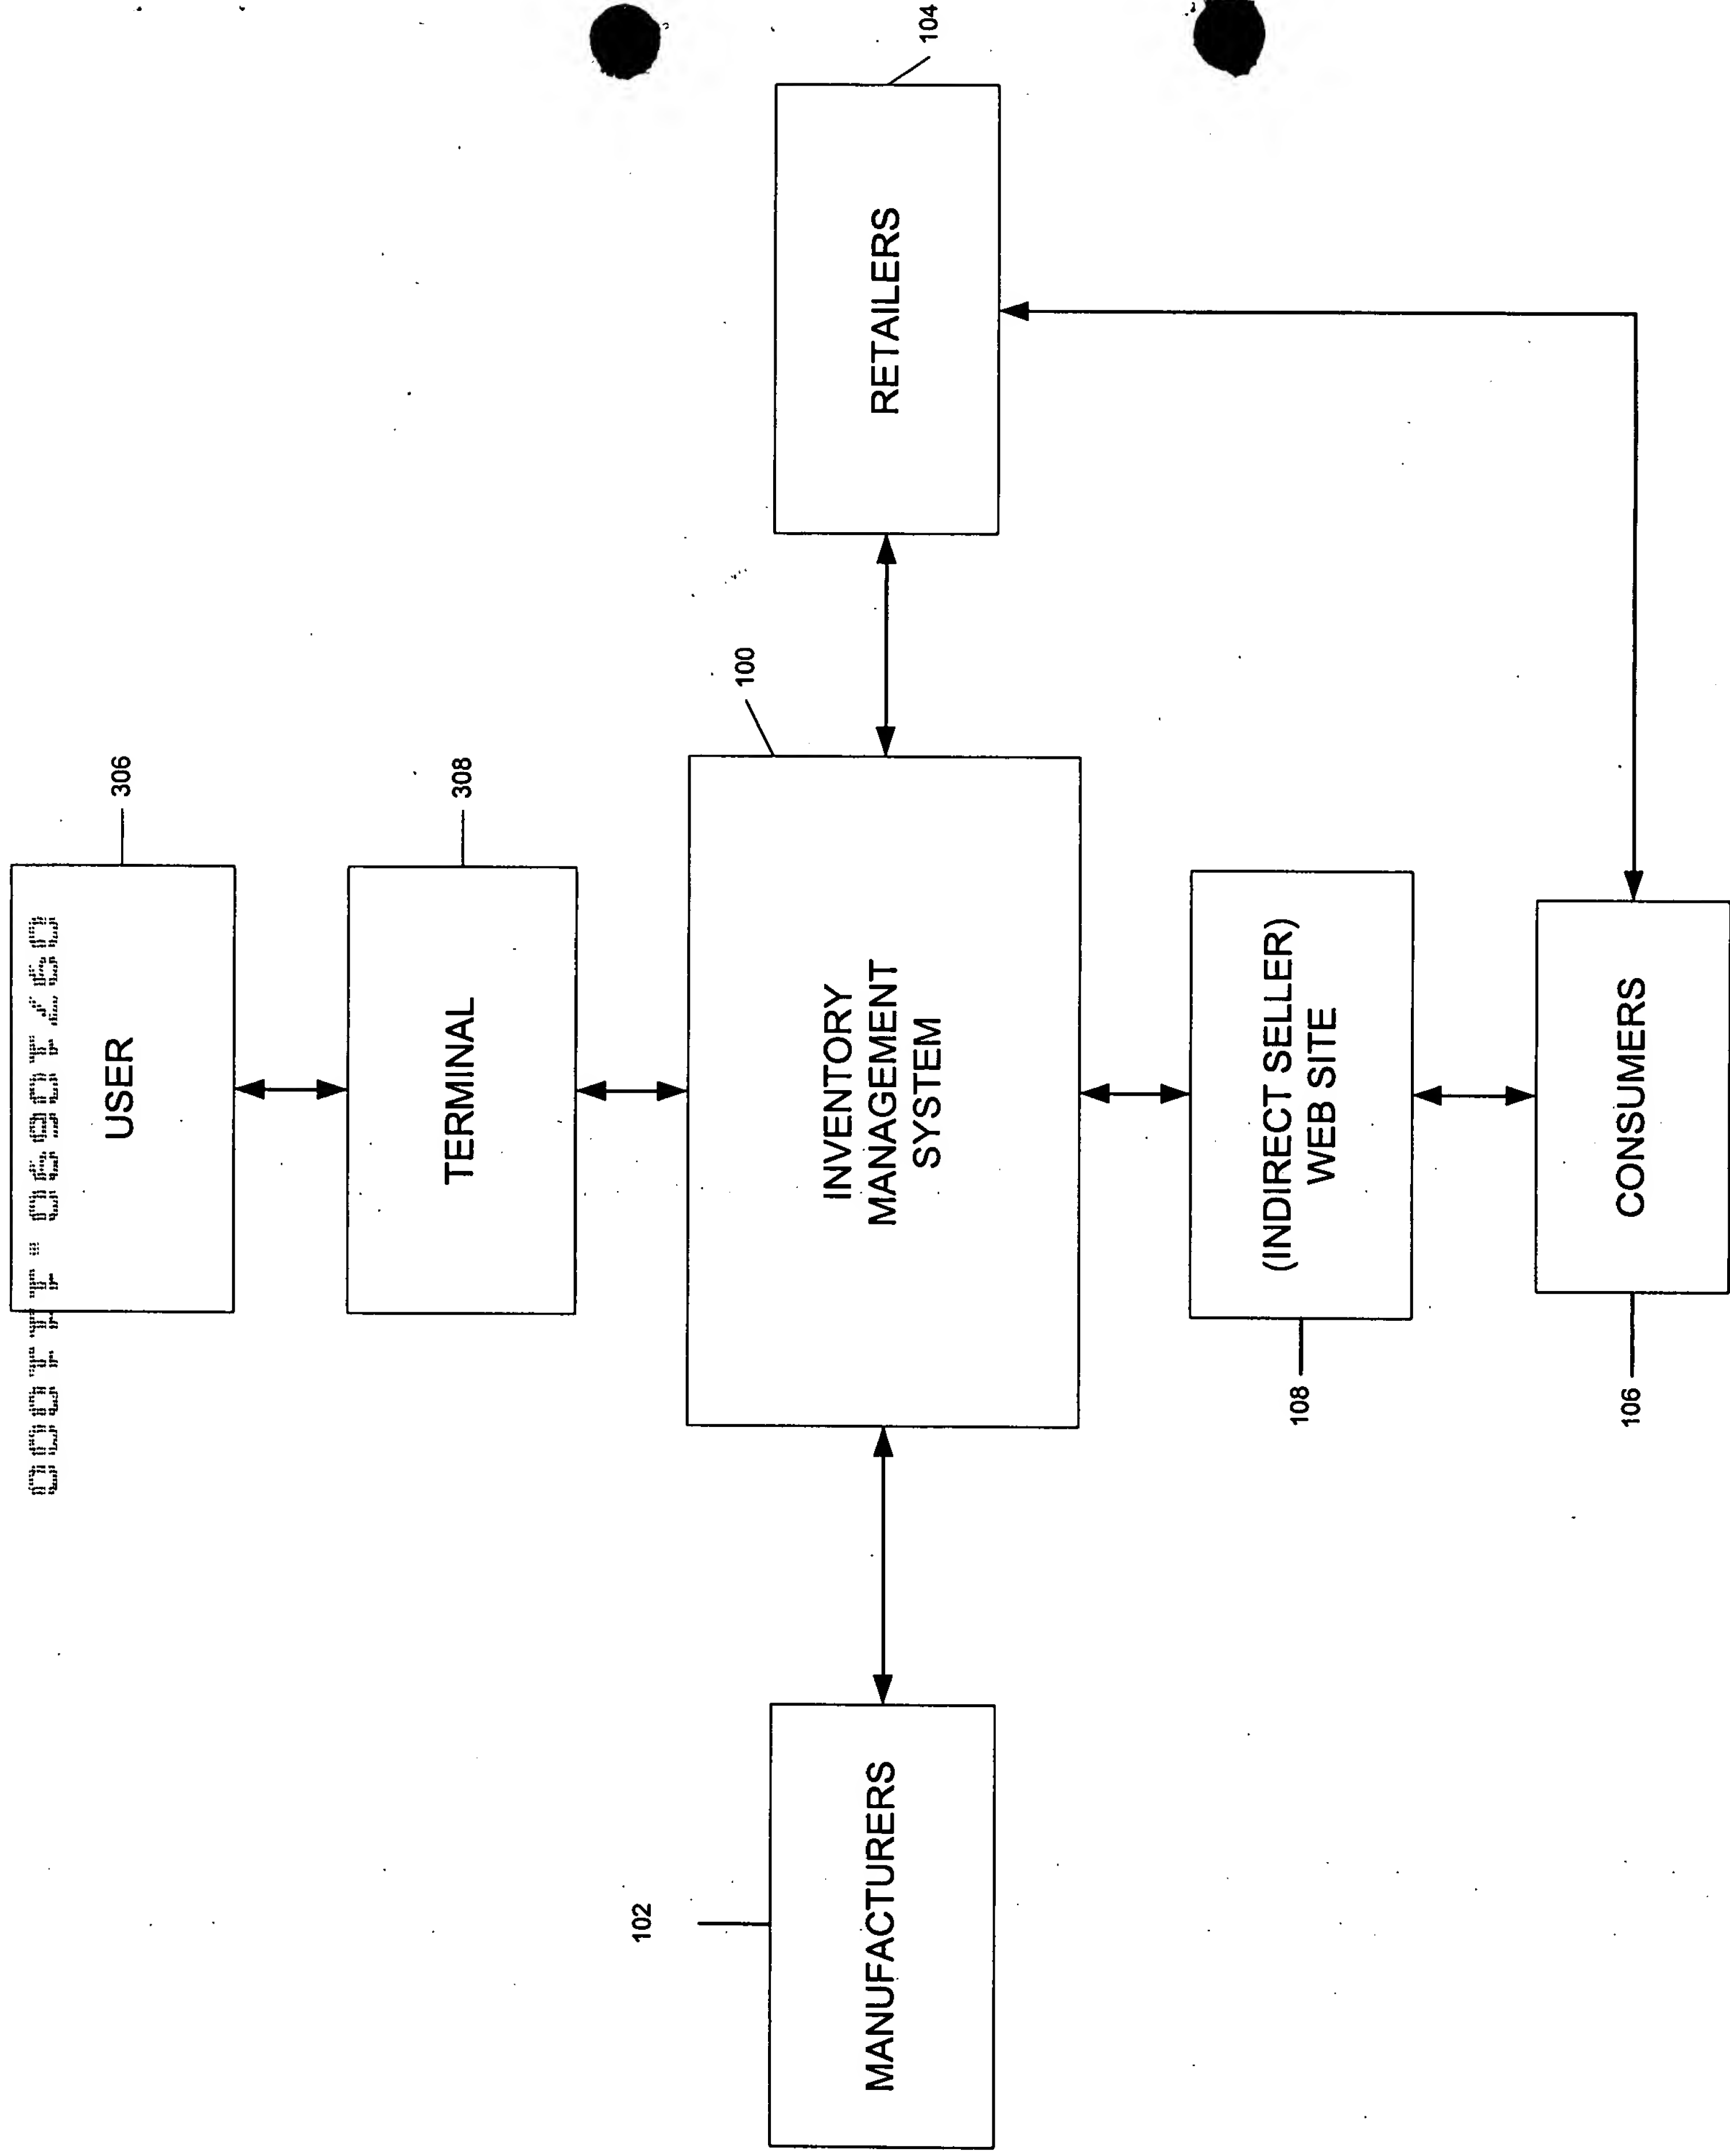 306
USER
308
TERMINAL
100
104
INVENTORY
MANAGEMENT
SYSTEM
RETAILERS
102
MANUFACTURERS
108
(INDIRECT SELLER)
WEB SITE
106
CONSUMERS